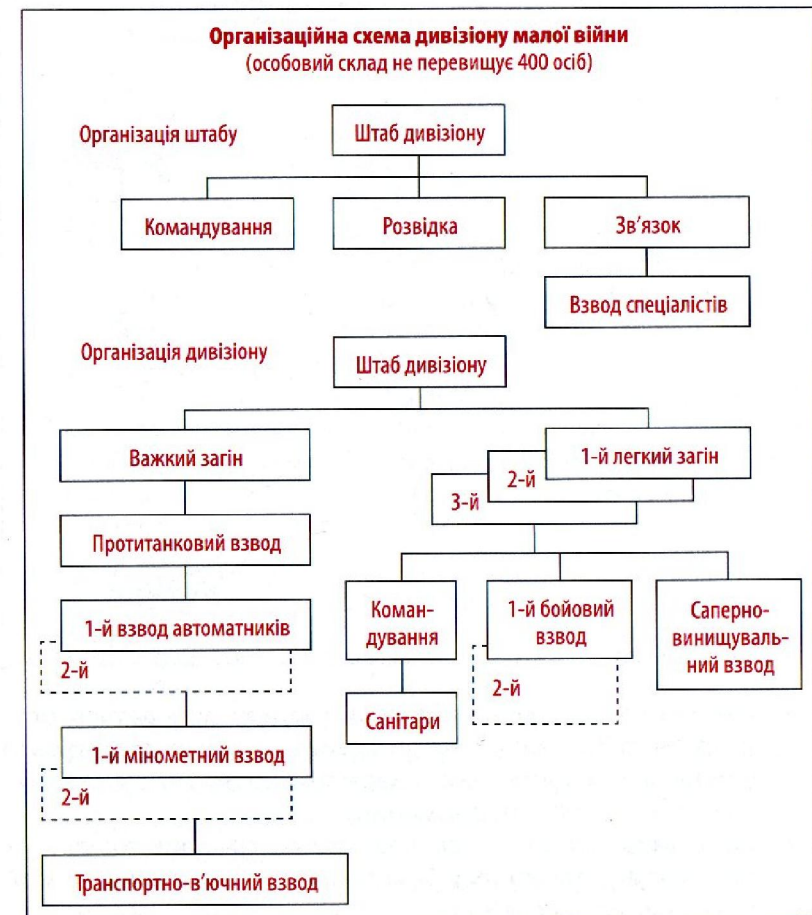 Організаційна схема дивізіону малої війни
(особовий склад не перевищує 400 осіб)
Організація штабу
Штаб дивізіону
Командування
Розвідка
Зв’язок
Взвод спеціалістів
Організація дивізіону
Штаб дивізіону
Важкий загін
Протитанковий взвод
1-й взвод автоматників
2-й
1-й мінометний взвод
2-й
Транспортно-в’ючний взвод
1-й легкий загін
2-й
3-й
Коман-
дування
Санітари
1-й бойовий
взвод
2-й
Саперно-
винищуваль-
ний взвод